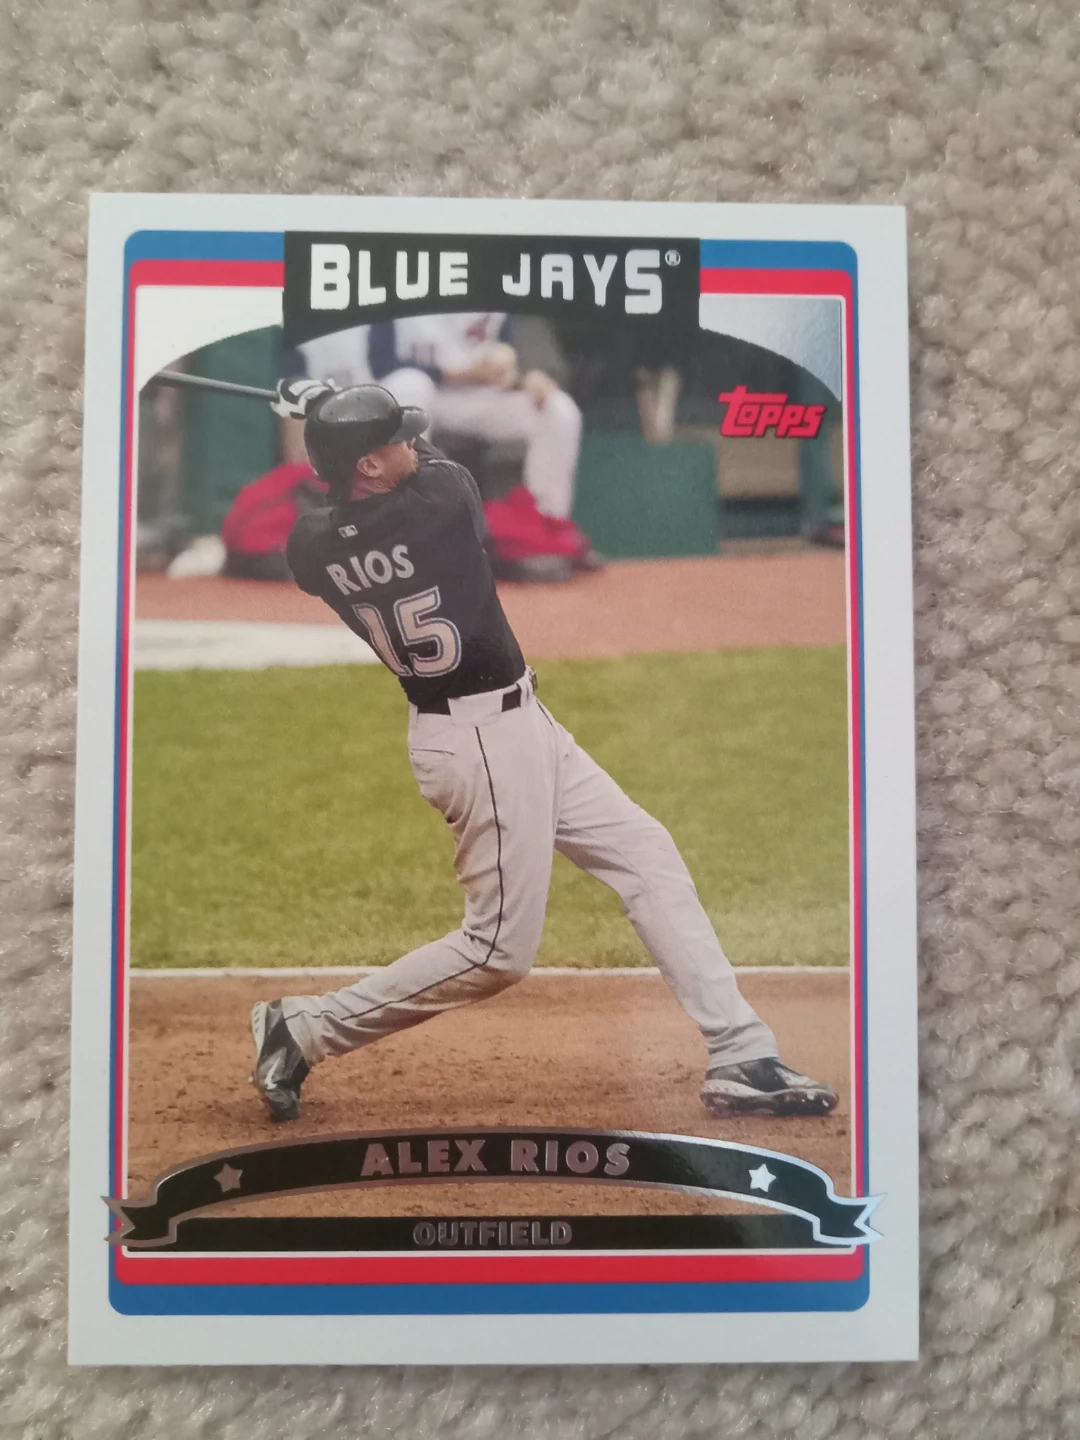 BLUE JAYS®
TOPPS
RIOS
15
ALEX RIOS
OUTFIELD